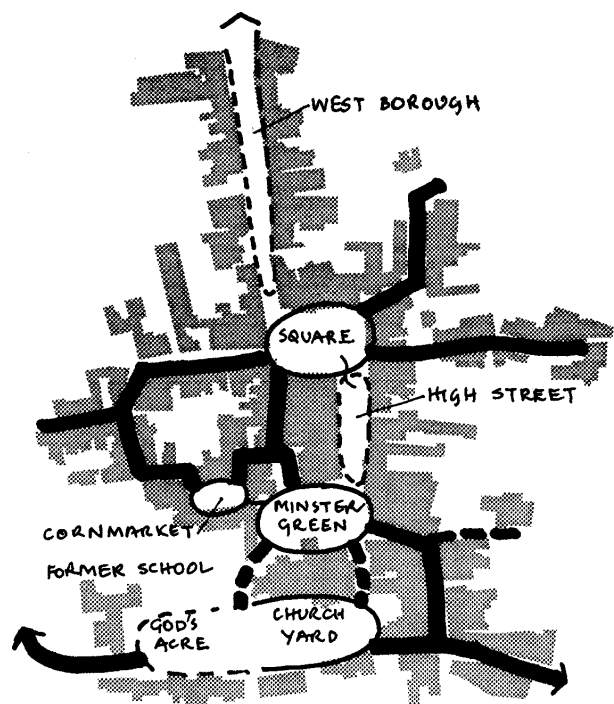 WEST BOROUGH
SQUARE
HIGH STREET
MINSTER
GREEN
CORNMARKET
FORMER SCHOOL
GOD'S
ACRE
CHURCH
YARD